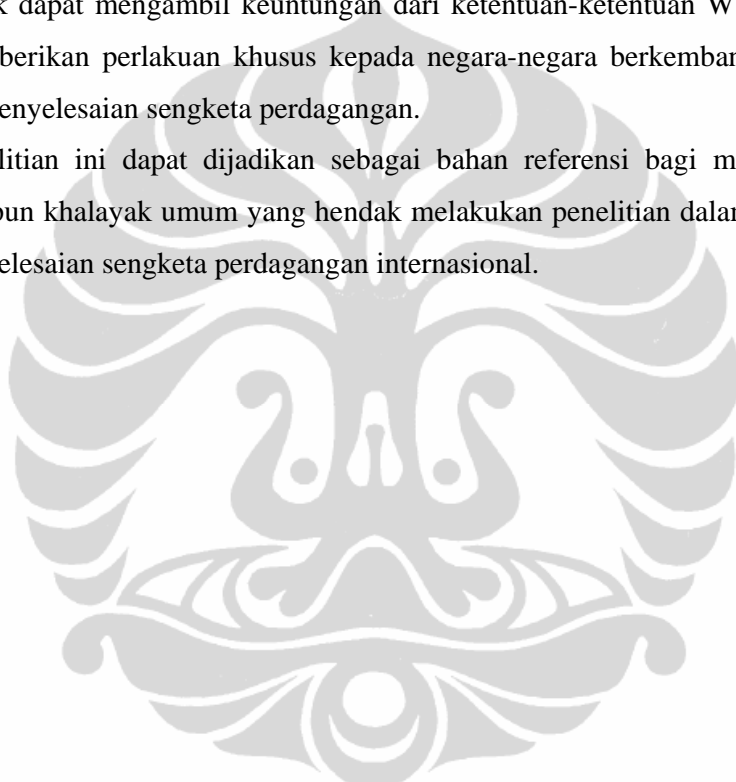 dapat mengambil keuntungan dari ketentuan-ketentuan W
berikan perlakuan khusus kepada negara-negara berkemban
enyelesaian sengketa perdagangan.
litian ini dapat dijadikan sebagai bahan referensi bagi m
pun khalayak umum yang hendak melakukan penelitian dalam
elesaian sengketa perdagangan internasional.